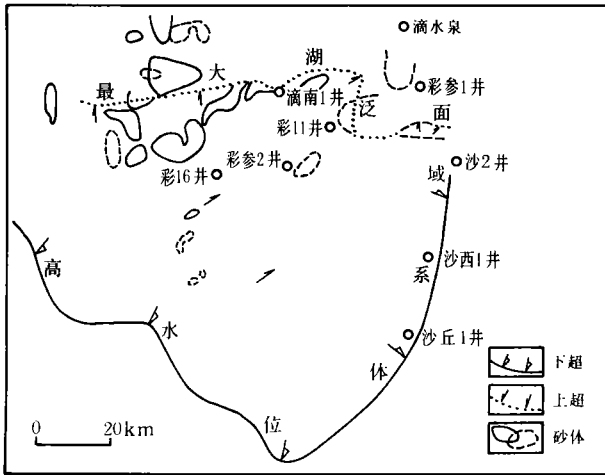 滴水泉
最大湖泛面
彩参1井
滴南1井
彩11井
彩参2井
彩16井
沙2井
沙西1井
沙丘1井
高水位体系域
下超
上超
砂体
0 20km